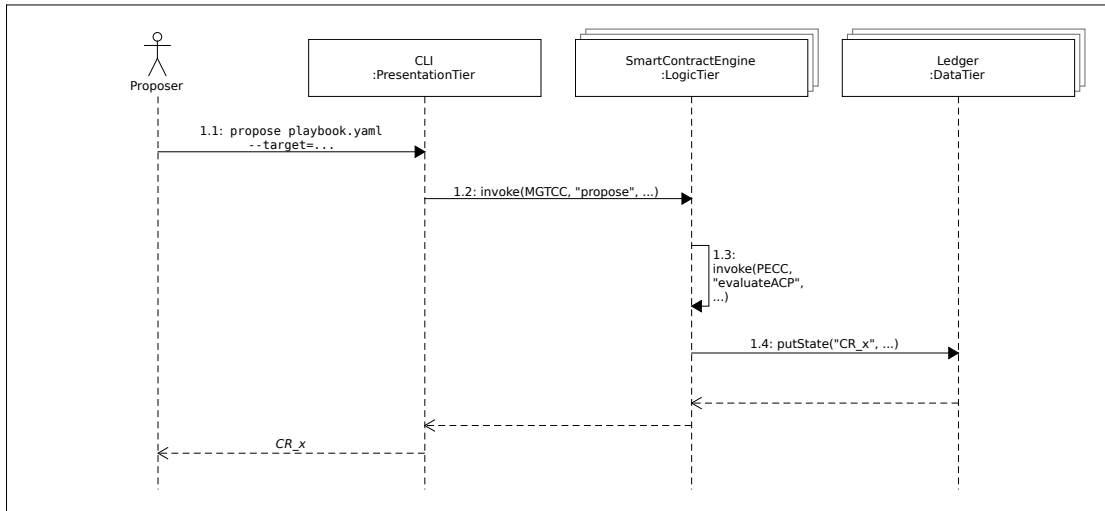 Proposer
CLI
:PresentationTier
SmartContractEngine
:LogicTier
Ledger
:DataTier
1.1: propose playbook.yaml
--target=...
1.2: invoke(MGTCC, "propose", ...)
1.3:
invoke(PECC,
"evaluateACP",
...)
1.4: putState("CR_x", ...)
CR_x